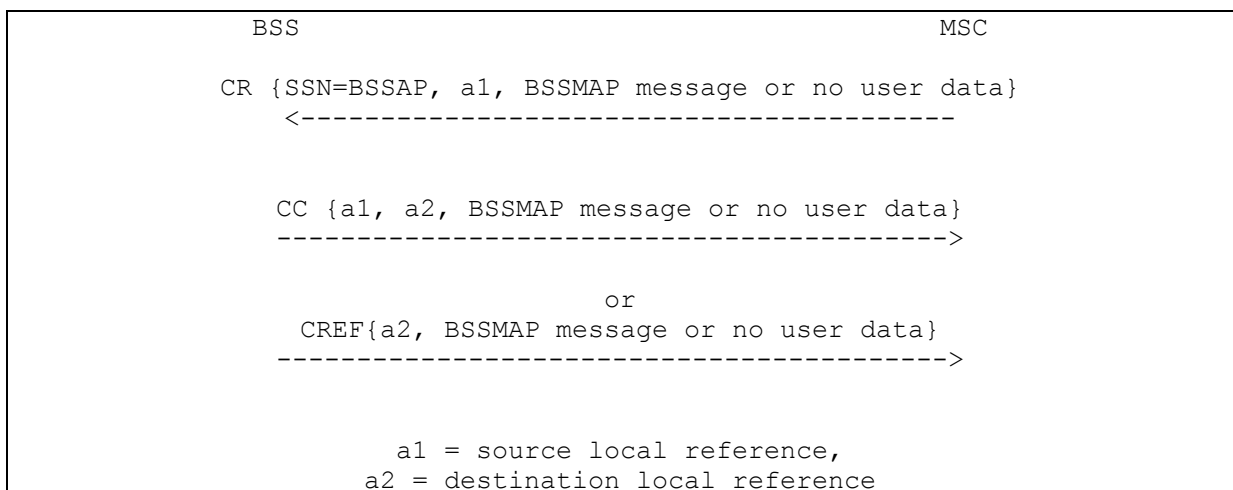 BSS MSC
CR {SSN=BSSAP, a1, BSSMAP message or no user data}
<-----------------------------------------
CC {a1, a2, BSSMAP message or no user data}
------------------------------------------>
or
CREF{a2, BSSMAP message or no user data}
------------------------------------------>
a1 = source local reference,
a2 = destination local reference